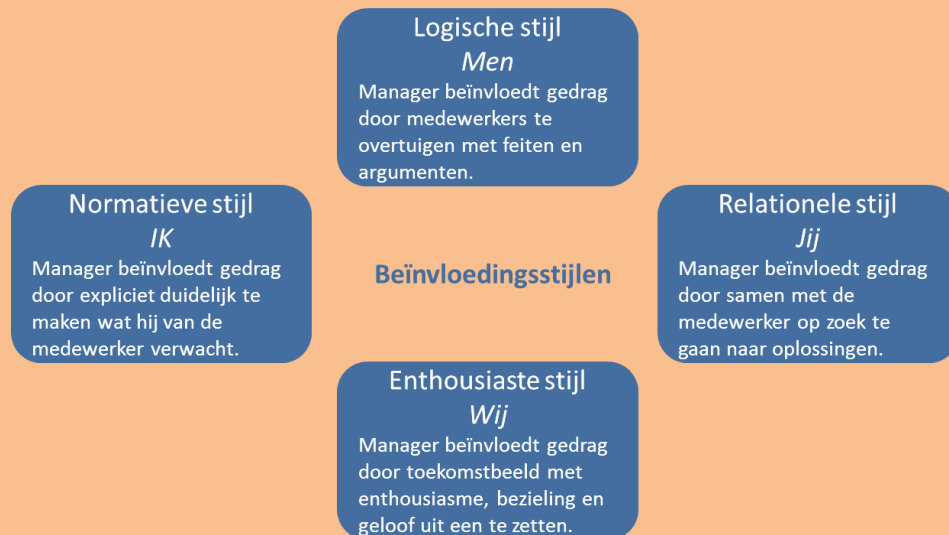 Logische stijl
Men
Manager beïnvloedt gedrag
door medewerkers te
overtuigen met feiten en
argumenten.
Normatieve stijl
IK
Manager beïnvloedt gedrag
door expliciet duidelijk te
maken wat hij van de
medewerker verwacht.
Beïnvloedingsstijlen
Relationele stijl
Jij
Manager beïnvloedt gedrag
door samen met de
medewerker op zoek te
gaan naar oplossingen.
Enthousiaste stijl
Wij
Manager beïnvloedt gedrag
door toekomstbeeld met
enthousiasme, bezieling en
geloof uit een te zetten.